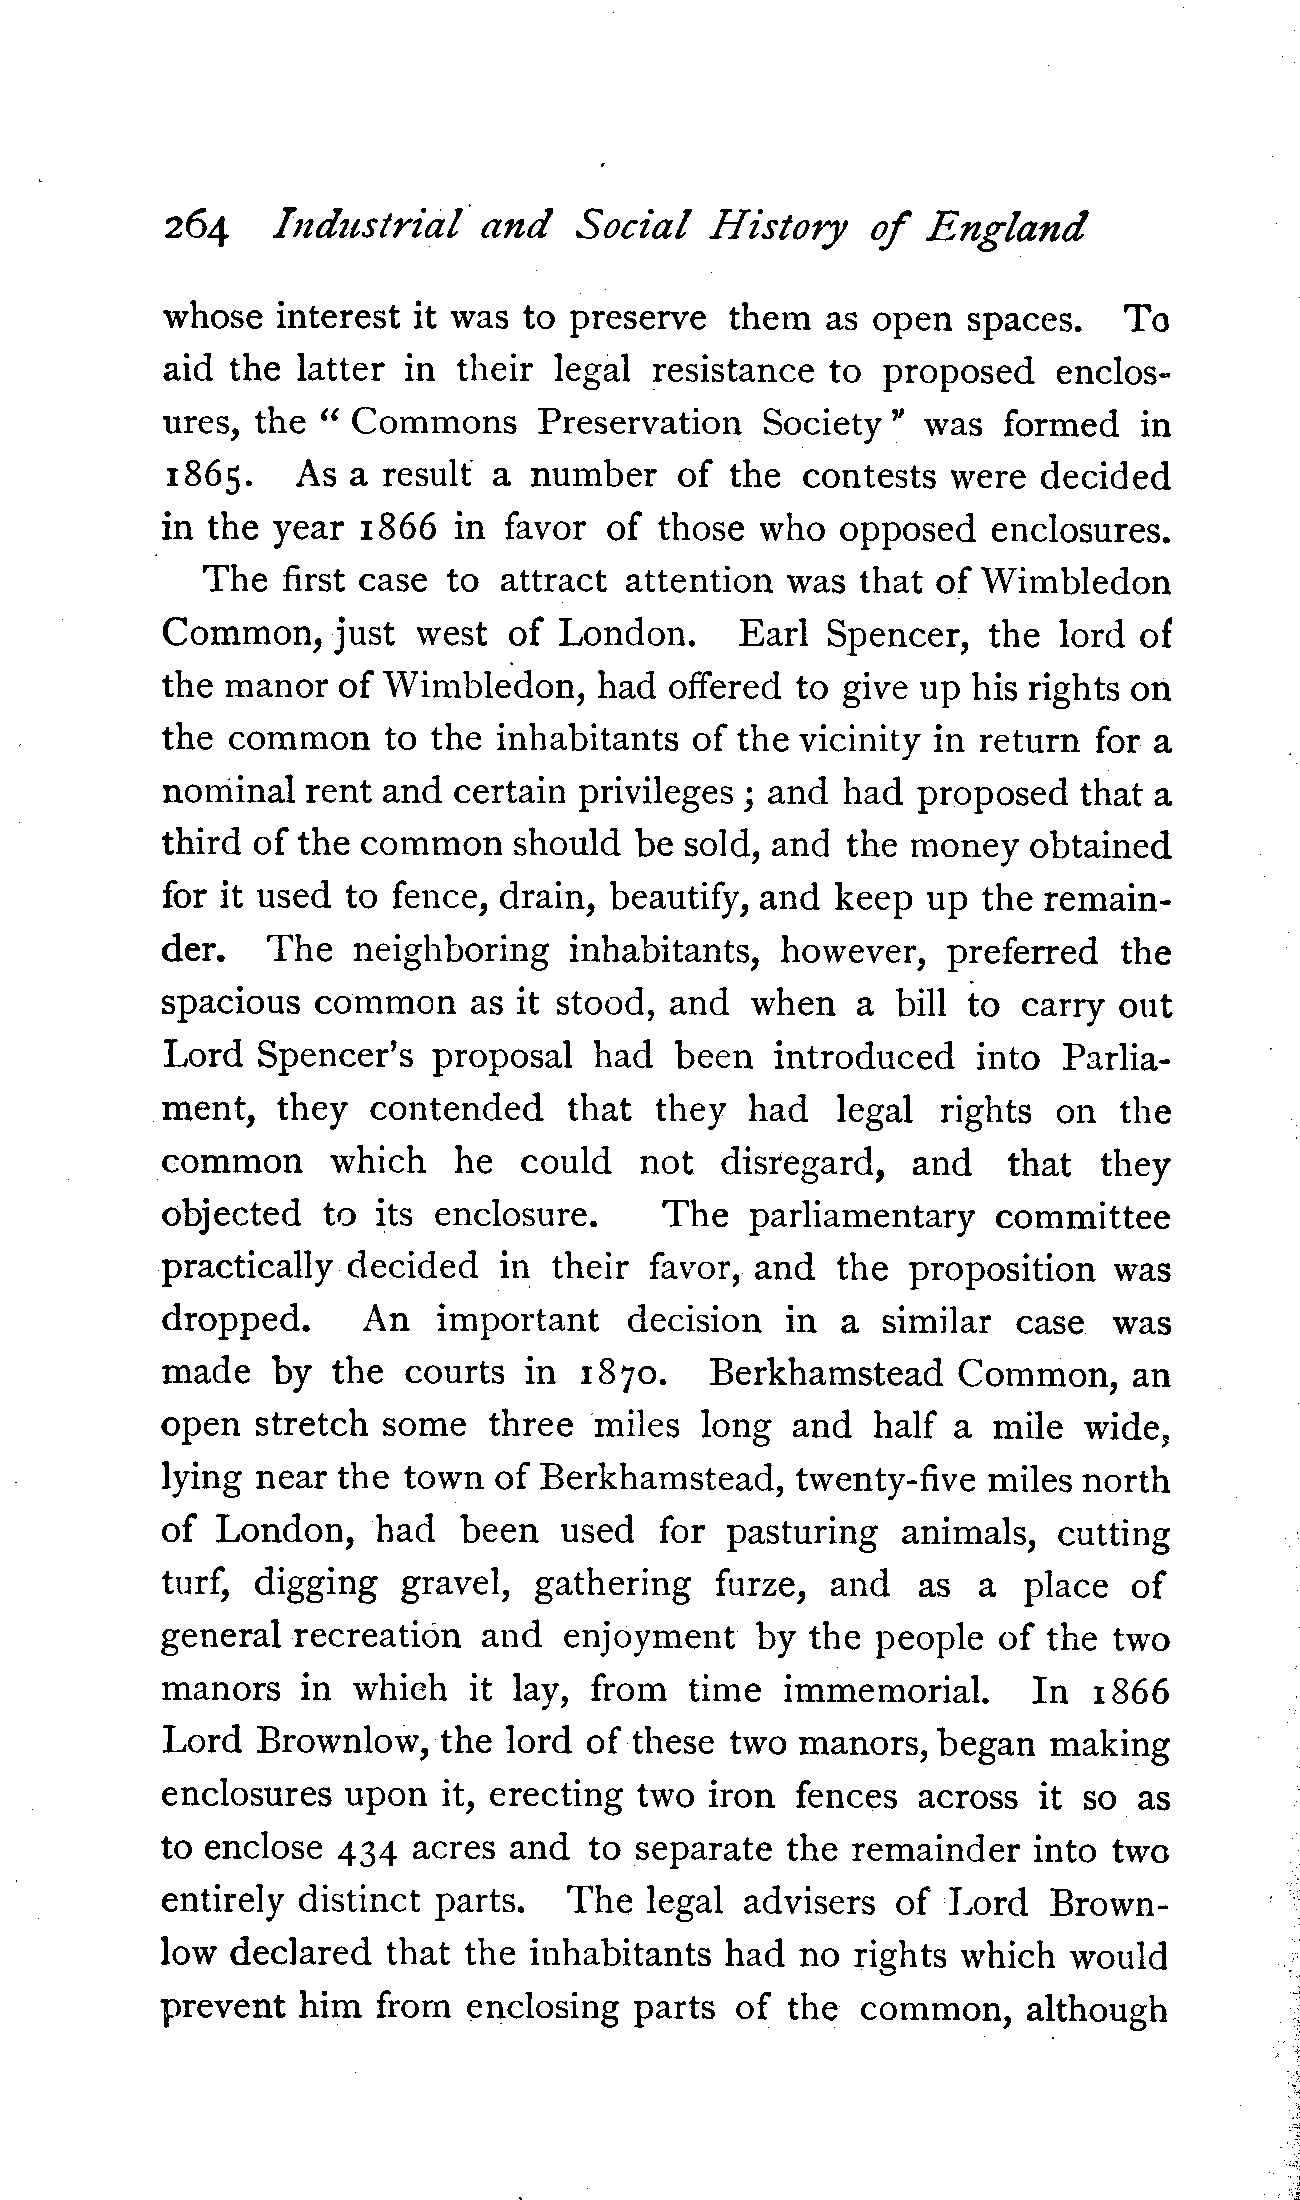 264 Industrial and Social History of England
whose interest it was to preserve them as open spaces. To
aid the latter in their legal resistance to proposed enclos-
ures, the “Commons Preservation Society” was formed in
1865. As a result a number of the contests were decided
in the year 1866 in favor of those who opposed enclosures.
The first case to attract attention was that of Wimbledon
Common, just west of London. Earl Spencer, the lord of
the manor of Wimbledon, had offered to give up his rights on
the common to the inhabitants of the vicinity in return for a
nominal rent and certain privileges; and had proposed that a
third of the common should be sold, and the money obtained
for it used to fence, drain, beautify, and keep up the remain-
der. The neighboring inhabitants, however, preferred the
spacious common as it stood, and when a bill to carry out
Lord Spencer's proposal had been introduced into Parlia-
ment, they contended that they had legal rights on the
common which he could not disregard, and that they
objected to its enclosure. The parliamentary committee
practically decided in their favor, and the proposition was
dropped. An important decision in a similar case was
made by the courts in 1870. Berkhamstead Common, an
open stretch some three miles long and half a mile wide,
lying near the town of Berkhamstead, twenty-five miles north
of London, had been used for pasturing animals, cutting
turf, digging gravel, gathering furze, and as a place of
general recreation and enjoyment by the people of the two
manors in which it lay, from time immemorial. In 1866
Lord Brownlow, the lord of these two manors, began making
enclosures upon it, erecting two iron fences across it so as
to enclose 434 acres and to separate the remainder into two
entirely distinct parts. The legal advisers of Lord Brown-
low declared that the inhabitants had no rights which would
prevent him from enclosing parts of the common, although